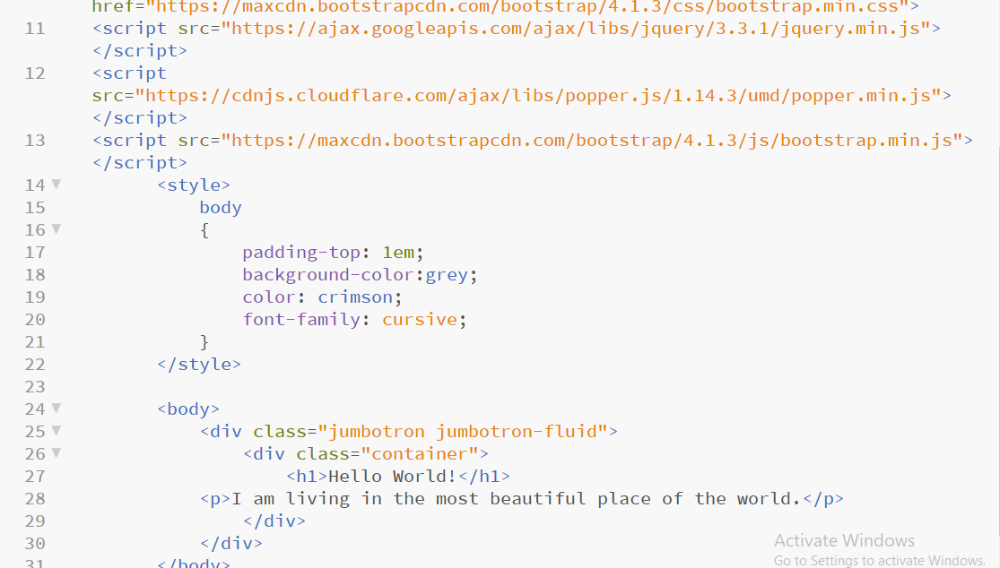 href="https://maxcdn.bootstrapcdn.com/bootstrap/4.1.3/css/bootstrap.min.css">
11 <script src="https://ajax.googleapis.com/ajax/libs/jquery/3.3.1/jquery.min.js">
</script>
12 <script
src="https://cdnjs.cloudflare.com/ajax/libs/popper.js/1.14.3/umd/popper.min.js">
</script>
13 <script src="https://maxcdn.bootstrapcdn.com/bootstrap/4.1.3/js/bootstrap.min.js">
</script>
14 <style>
15 body
16 {
17 padding-top: 1em;
18 background-color:grey;
19 color: crimson;
20 font-family: cursive;
21 }
22 </style>
23
24 <body>
25 <div class="jumbotron jumbotron-fluid">
26 <div class="container">
27 <h1>Hello World!</h1>
28 <p>I am living in the most beautiful place of the world.</p>
29 </div>
30 </div>
31 </body>
Activate Windows
Go to Settings to activate Windows.